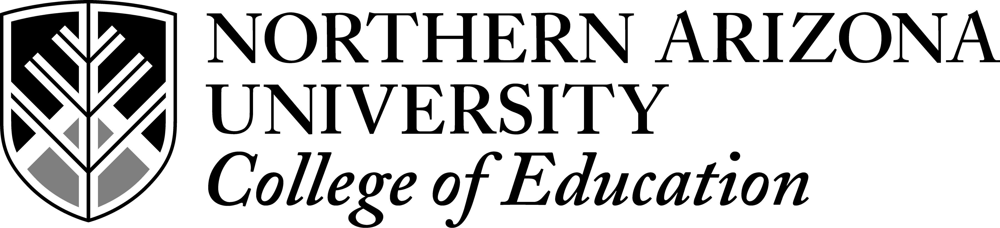 NORTHERN ARIZONA
UNIVERSITY
College of Education